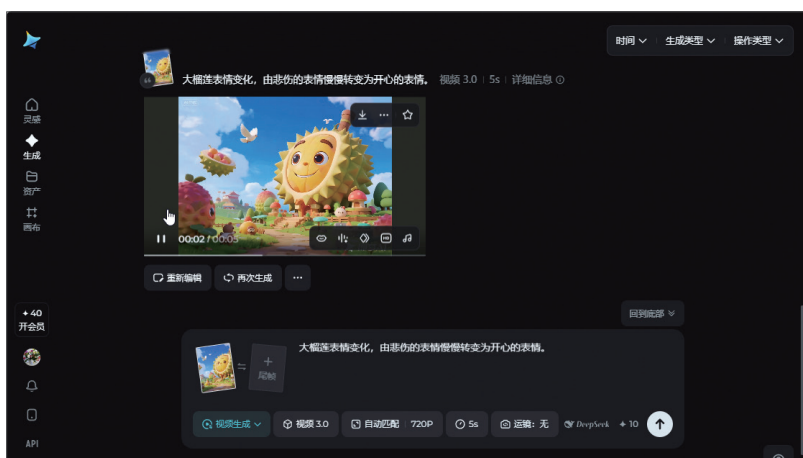 时间 生成类型 操作类型
大榴莲表情变化，由悲伤的表情慢慢转变为开心的表情。 视频 3.0 | 5s | 详细信息
灵感
生成
资产
画布
00:02 / 00:05
HD
重新编辑 再次生成 ...
+ 40
开会员
回到底部
大榴莲表情变化，由悲伤的表情慢慢转变为开心的表情。
尾帧
视频生成 视频 3.0 自动匹配 720P 5s 运镜：无 DeepSeek + 10
API